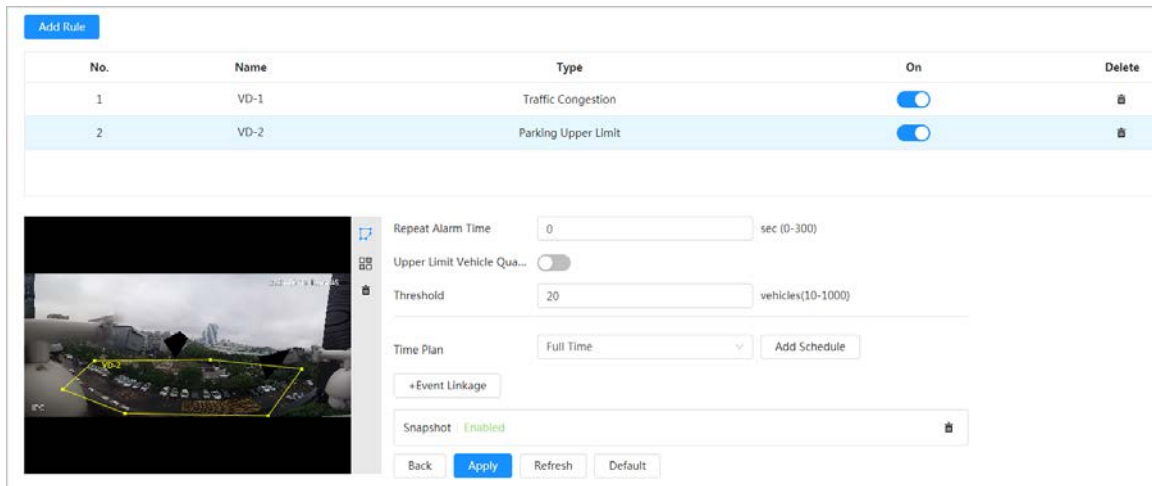 Add Rule
No. Name Type On Delete
1 VD-1 Traffic Congestion
2 VD-2 Parking Upper Limit
Repeat Alarm Time 0 sec (0-300)
Upper Limit Vehicle Qua...
Threshold 20 vehicles(10-1000)
Time Plan Full Time Add Schedule
+Event Linkage
Snapshot Enabled
Back Apply Refresh Default
VD-2
IPC